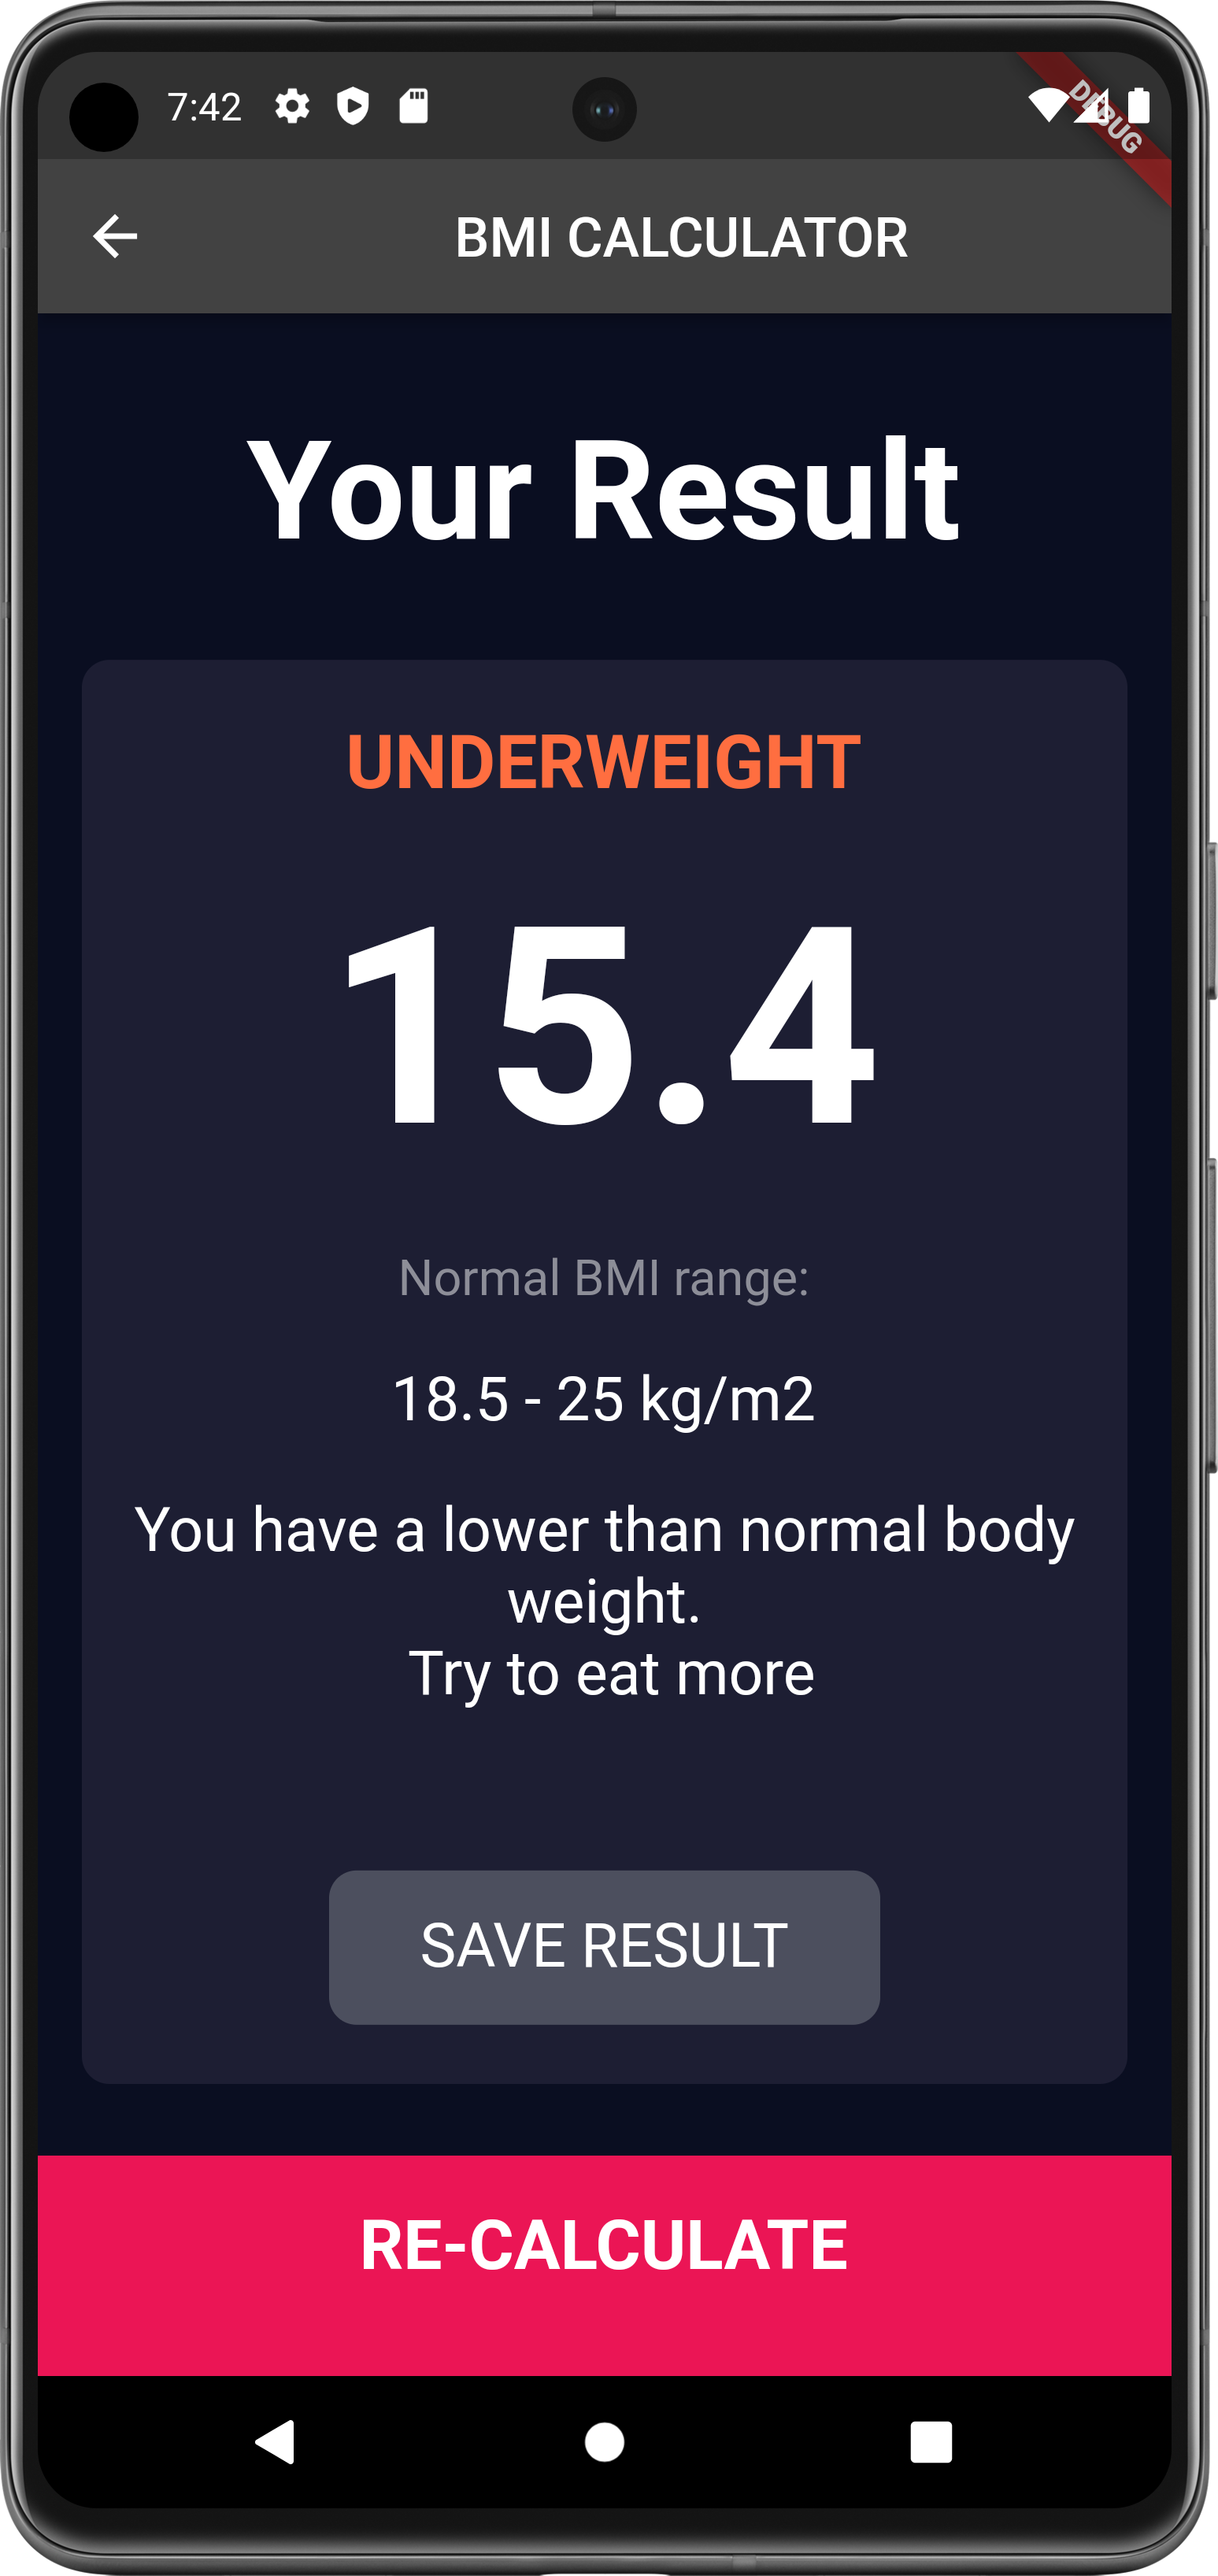 7:42
DEBUG
BMI CALCULATOR
Your Result
UNDERWEIGHT
15.4
Normal BMI range:
18.5 - 25 kg/m2
You have a lower than normal body
weight.
Try to eat more
SAVE RESULT
RE-CALCULATE